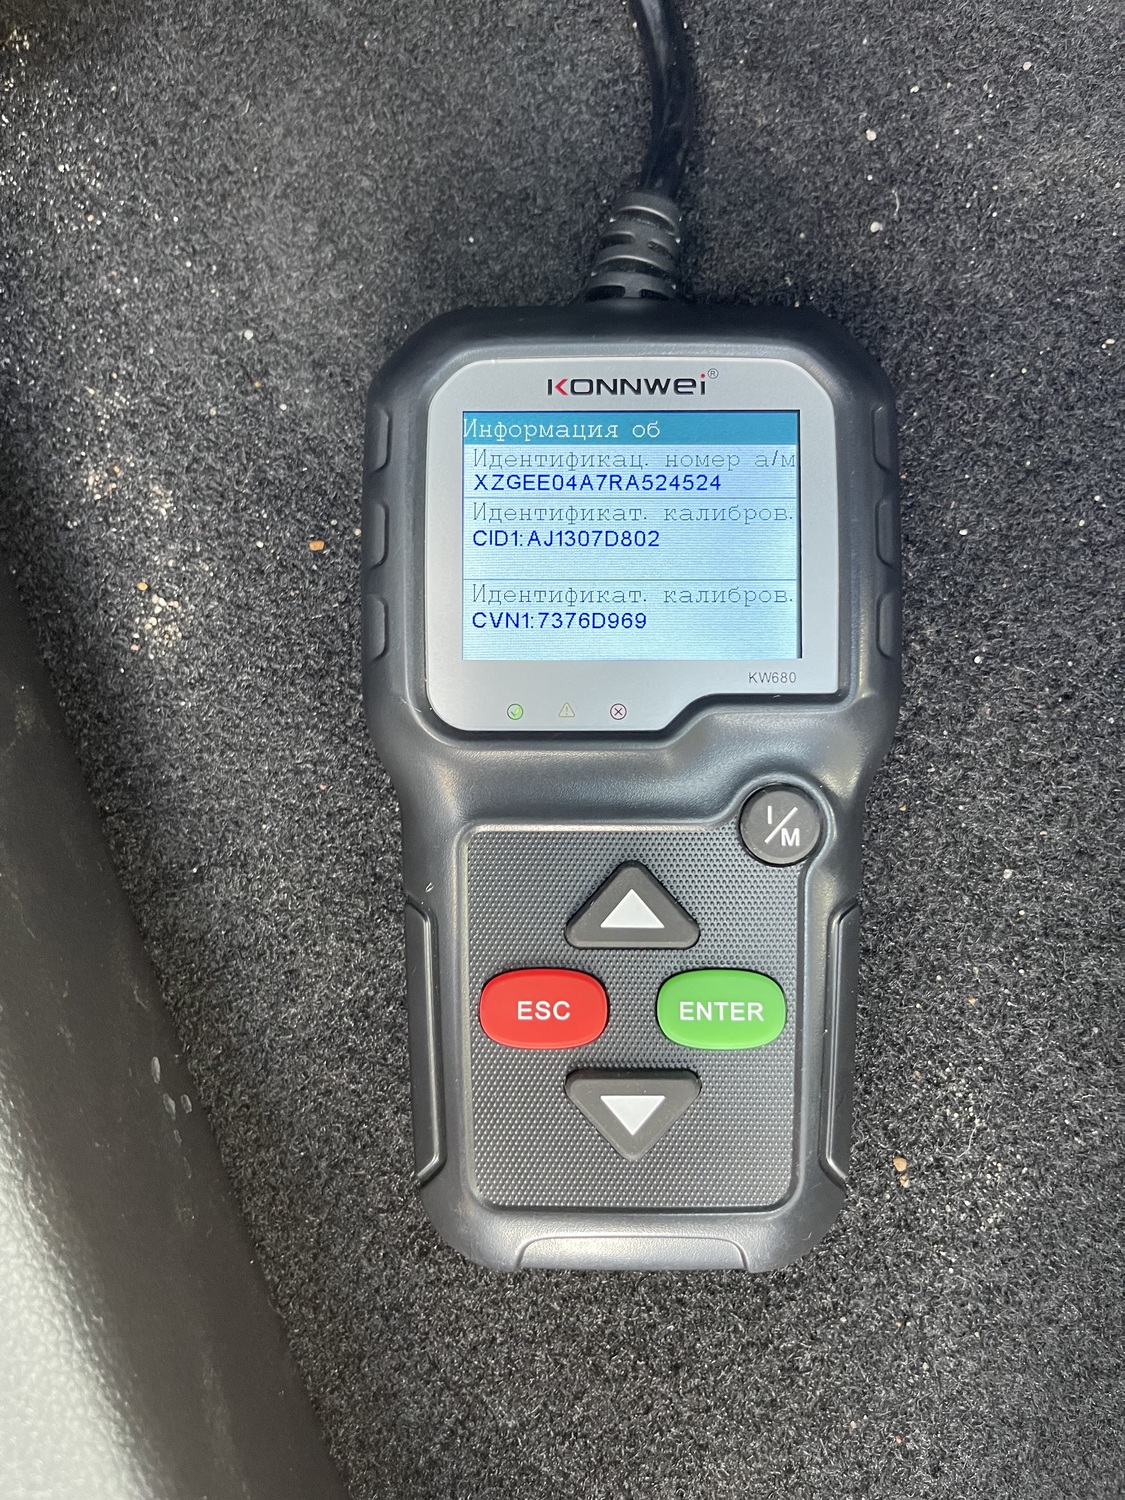 KONNWEI®
Информация об
Идентификац. номер а/м
XZGEE04A7RA524524
Идентификат. калибров.
CID1:AJ1307D802
Идентификат. калибров.
CVN1:7376D969
KW680
I/M
ESC
ENTER